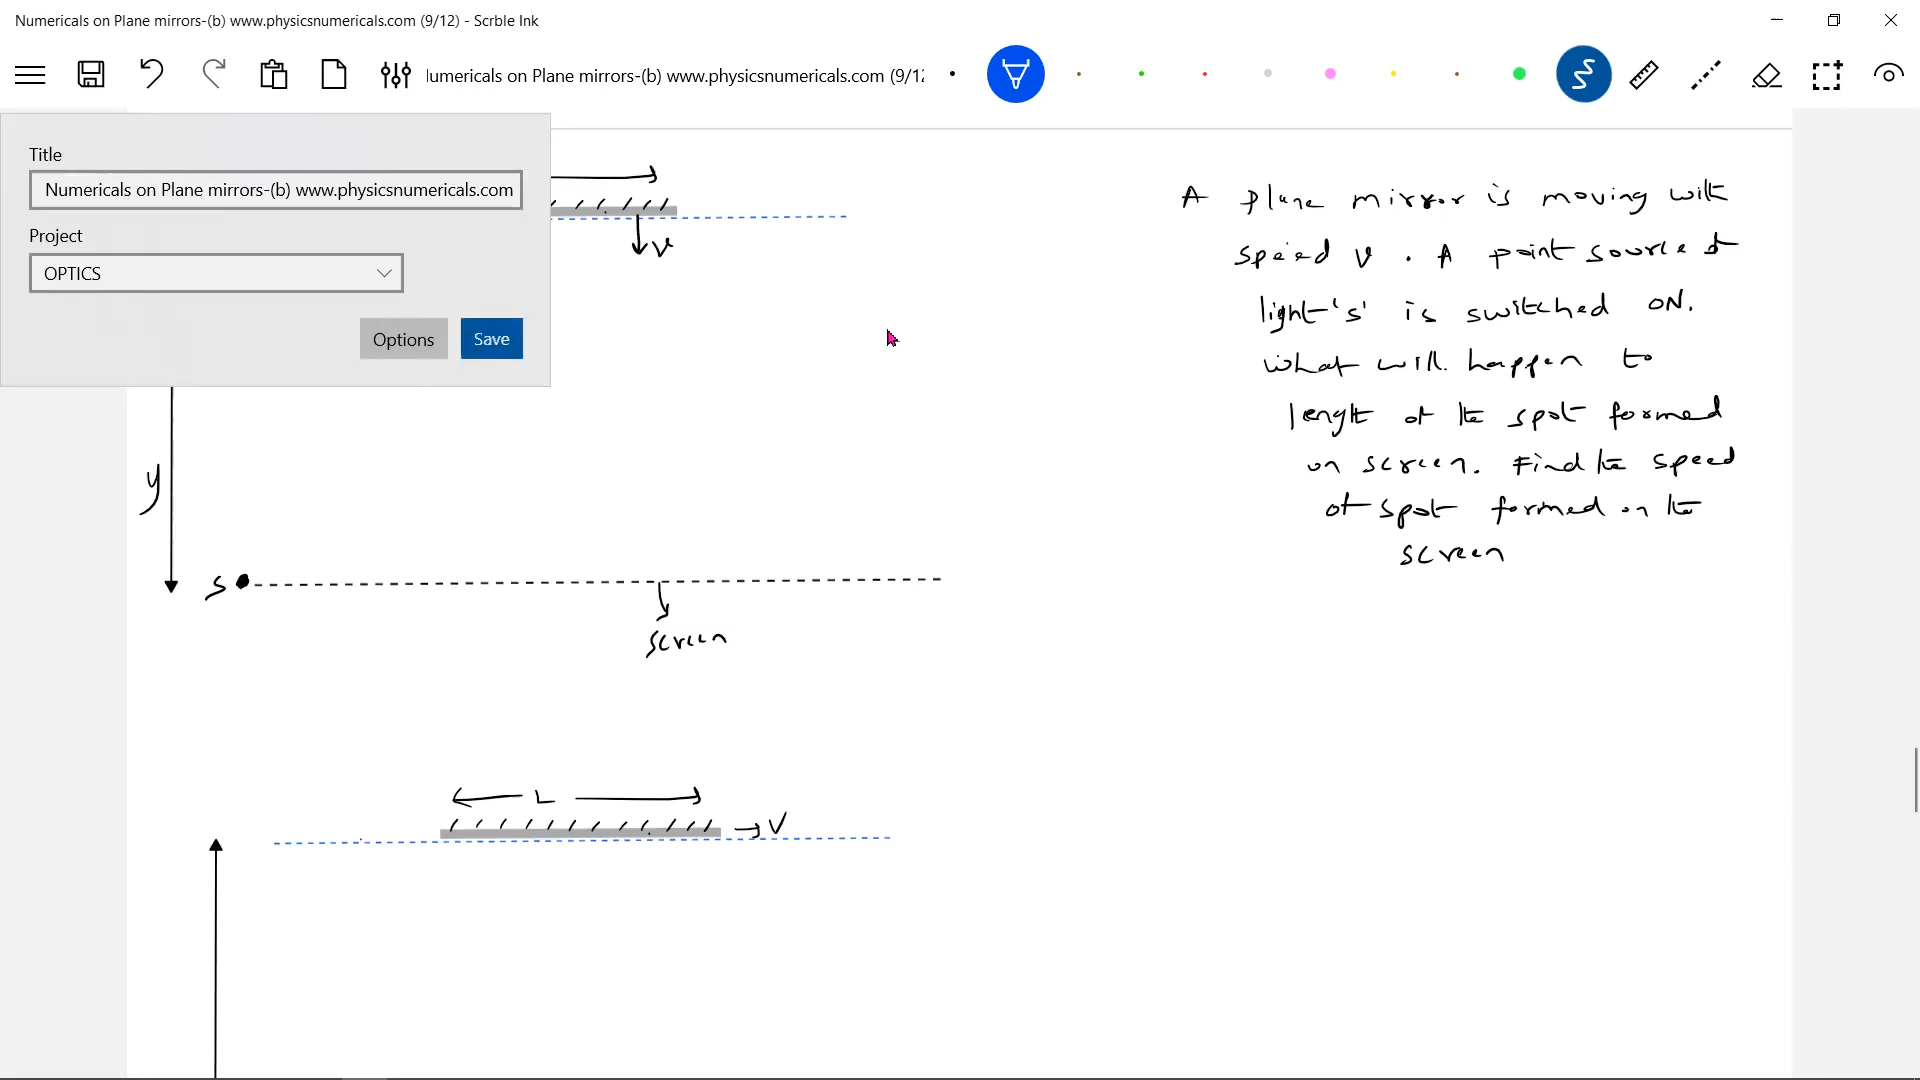 Numericals on Plane mirrors-(b) www.physicsnumericals.com (9/12) - Scrble Ink
lumericals on Plane mirrors-(b) www.physicsnumericals.com (9/12
Title
Numericals on Plane mirrors-(b) www.physicsnumericals.com
Project
OPTICS
Options Save
V
A plane mirror is moving with
speed V. A point source of
light 's' is switched ON.
What will happen to
length of the spot formed
on screen. Find the speed
of spot formed on the
screen
y
S
screen
L
V